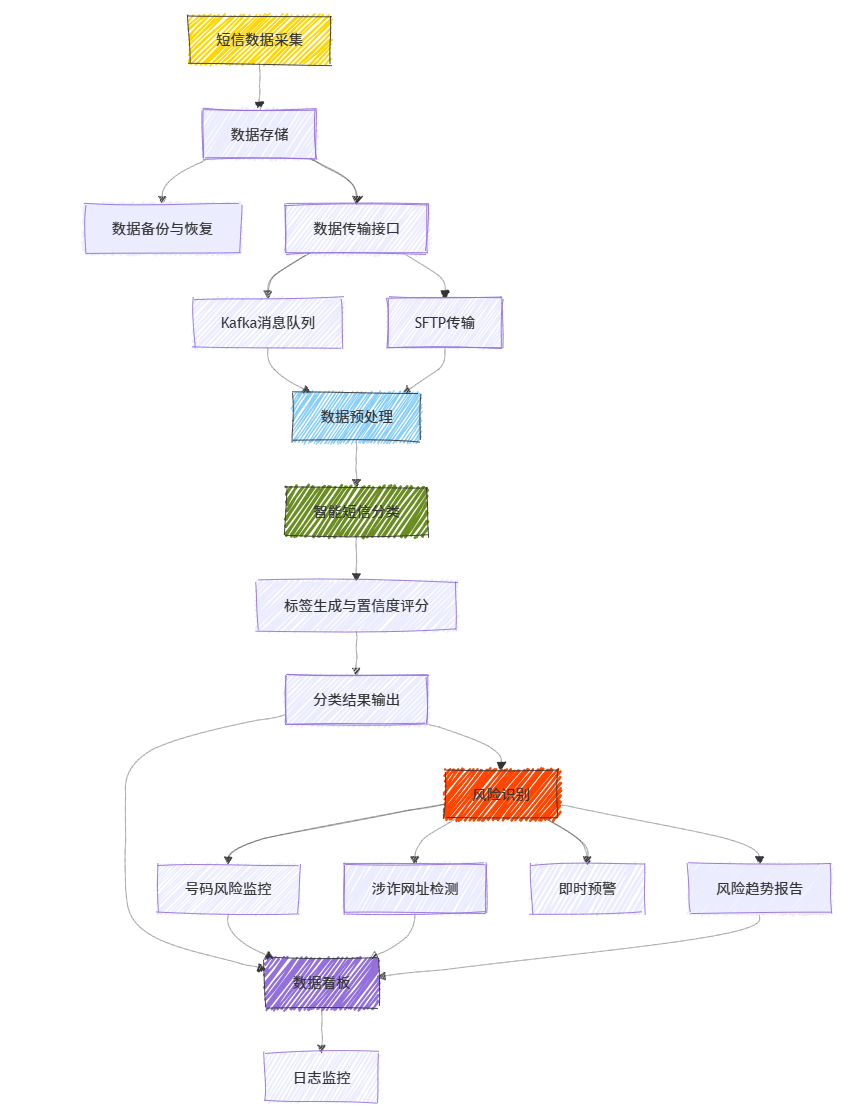 短信数据采集
数据存储
数据备份与恢复
数据传输接口
Kafka消息队列
SFTP传输
数据预处理
智能短信分类
标签生成与置信度评分
分类结果输出
风险识别
号码风险监控
涉诈网址检测
即时预警
风险趋势报告
数据看板
日志监控